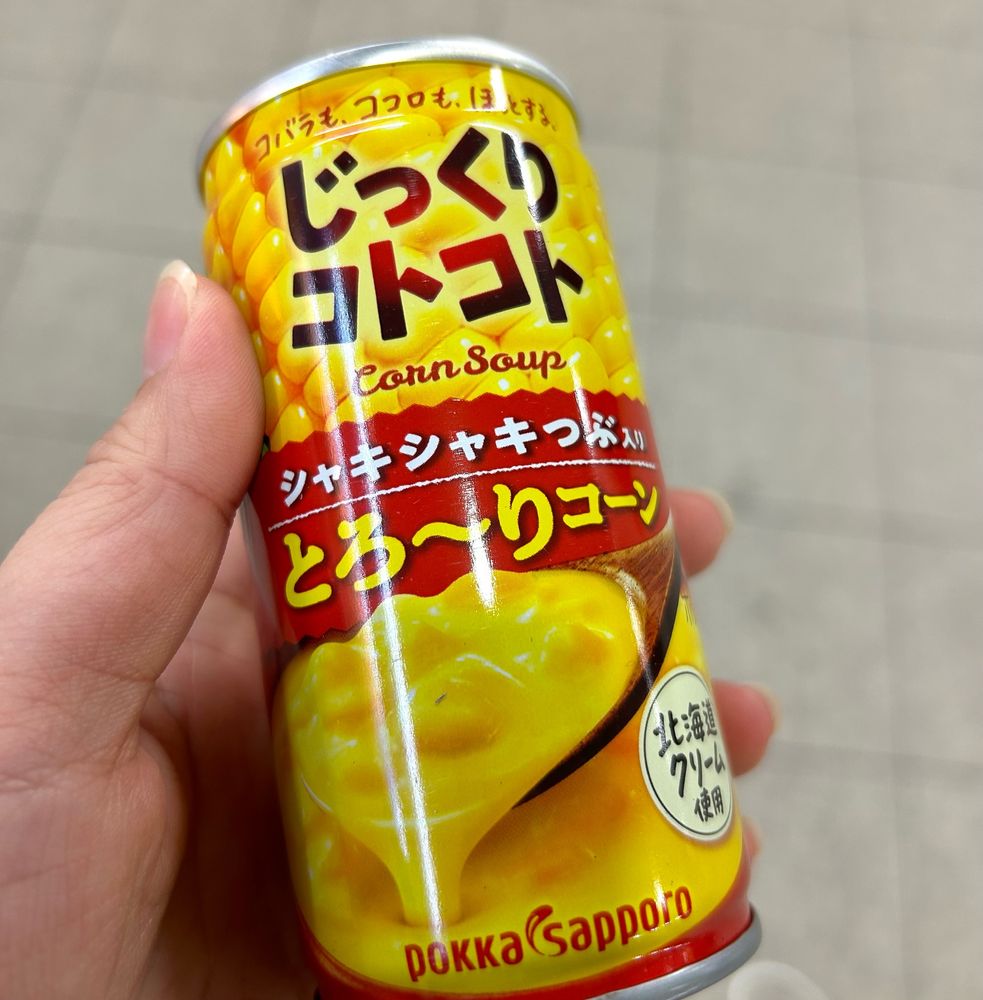 コバラも、ココロも、ほっとする。
じっくり
コトコト
Corn Soup
シャキシャキつぶ入り
とろ〜りコーン
北海道
クリーム
使用
pokka sapporo